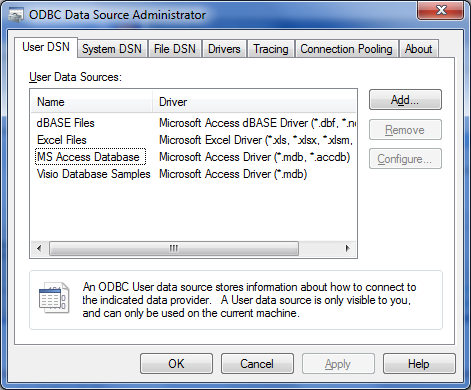 ODBC Data Source Administrator
User DSN System DSN File DSN Drivers Tracing Connection Pooling About
User Data Sources:
Name Driver
dBASE Files Microsoft Access dBASE Driver (*.dbf, *.n
Excel Files Microsoft Excel Driver (*.xls, *.xlsx, *.xlsm,
MS Access Database Microsoft Access Driver (*.mdb, *.accdb)
Visio Database Samples Microsoft Access Driver (*.mdb)
Add...
Remove
Configure...
An ODBC User data source stores information about how to connect to
the indicated data provider. A User data source is only visible to you,
and can only be used on the current machine.
OK Cancel Apply Help